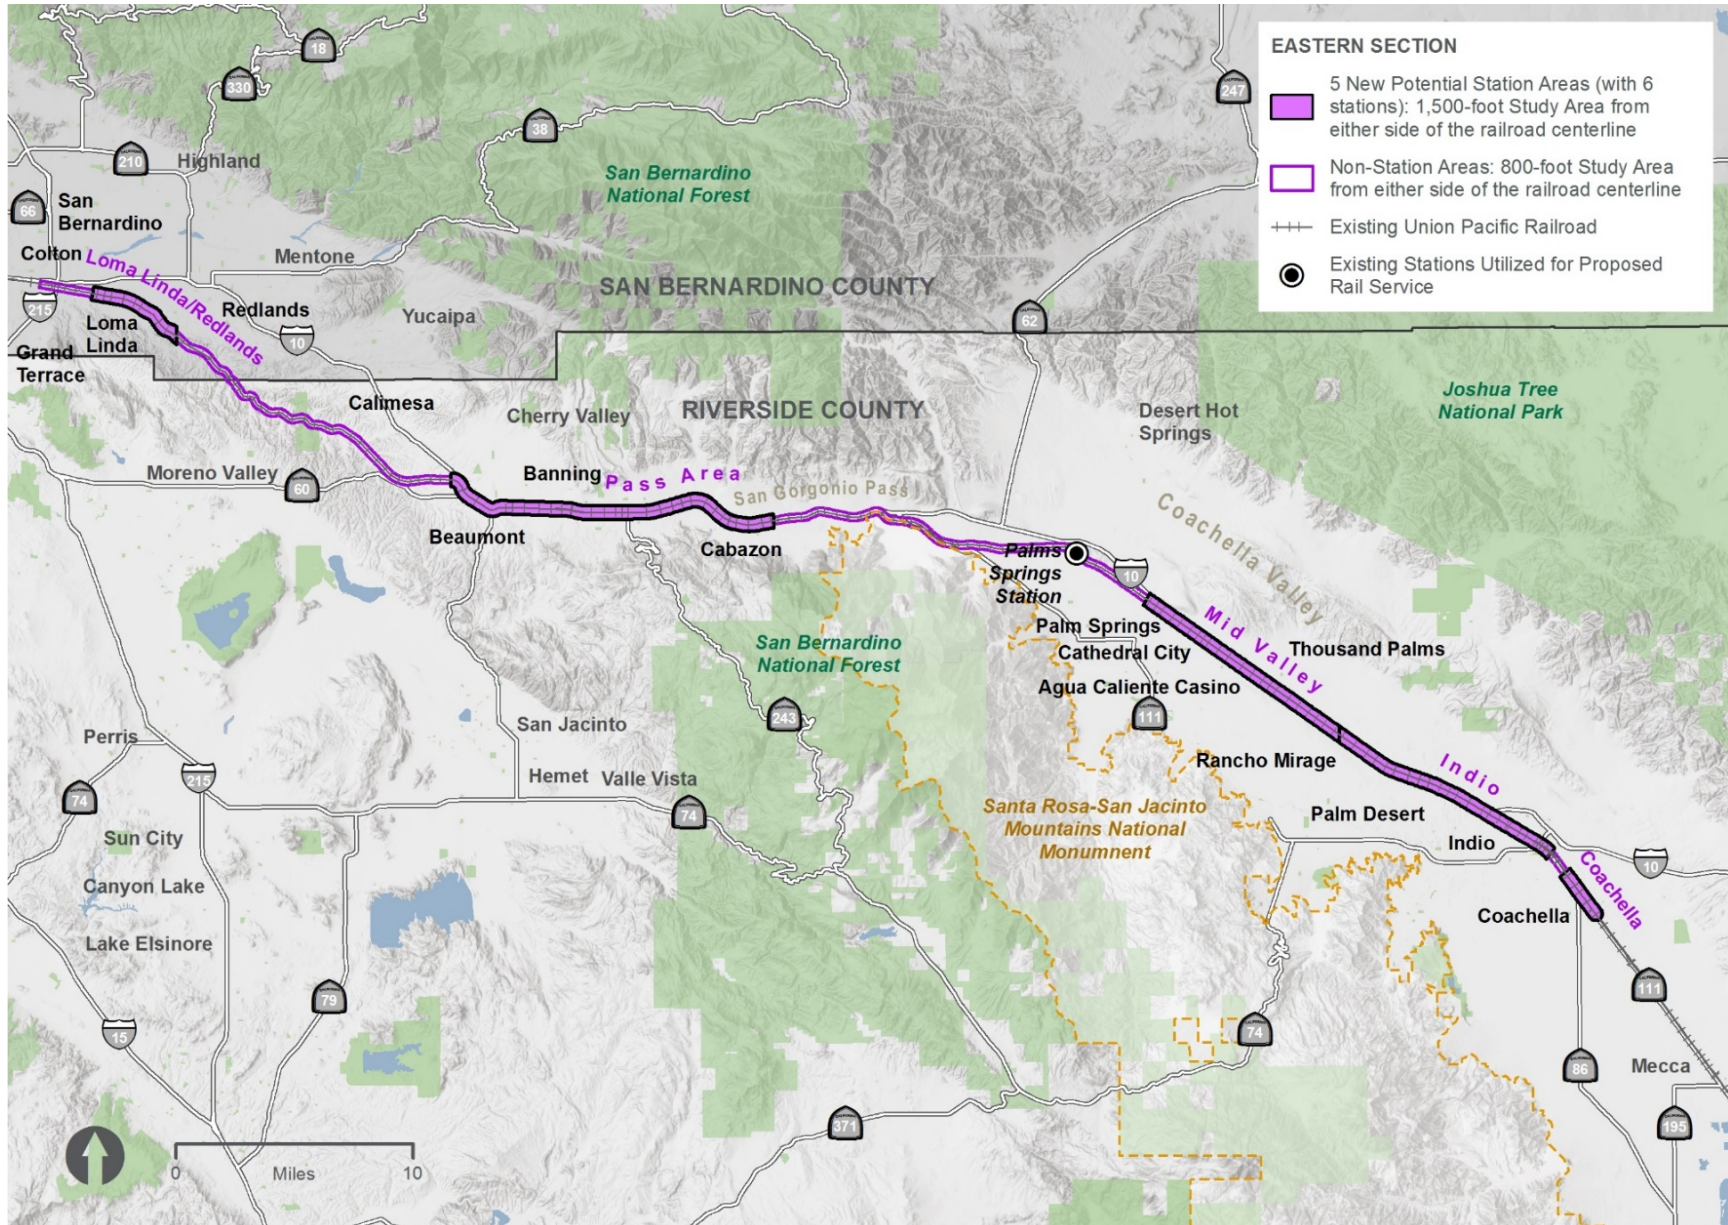 EASTERN SECTION
5 New Potential Station Areas (with 6
stations): 1,500-foot Study Area from
either side of the railroad centerline
Non-Station Areas: 800-foot Study Area
from either side of the railroad centerline
Existing Union Pacific Railroad
Existing Stations Utilized for Proposed
Rail Service
18
330
247
38
210
Highland
San Bernardino
National Forest
66
San
Bernardino
Colton
Loma Linda/Redlands
Mentone
SAN BERNARDINO COUNTY
215
Redlands
Yucaipa
62
Loma
Linda
10
Grand
Terrace
Calimesa
Cherry Valley
RIVERSIDE COUNTY
Desert Hot
Springs
Joshua Tree
National Park
Moreno Valley
60
Banning
Pass Area
San Gorgonio Pass
Coachella Valley
Beaumont
Cabazon
Palms
Springs
Station
10
Mid Valley
Palm Springs
Cathedral City
Thousand Palms
San Bernardino
National Forest
Agua Caliente Casino
243
111
San Jacinto
Perris
Rancho Mirage
Indio
215
Hemet
Valle Vista
74
74
Santa Rosa-San Jacinto
Mountains National
Monumnent
Palm Desert
Sun City
Indio
10
Coachella
Canyon Lake
Coachella
Lake Elsinore
79
111
15
74
86
Mecca
371
195
0
10
Miles